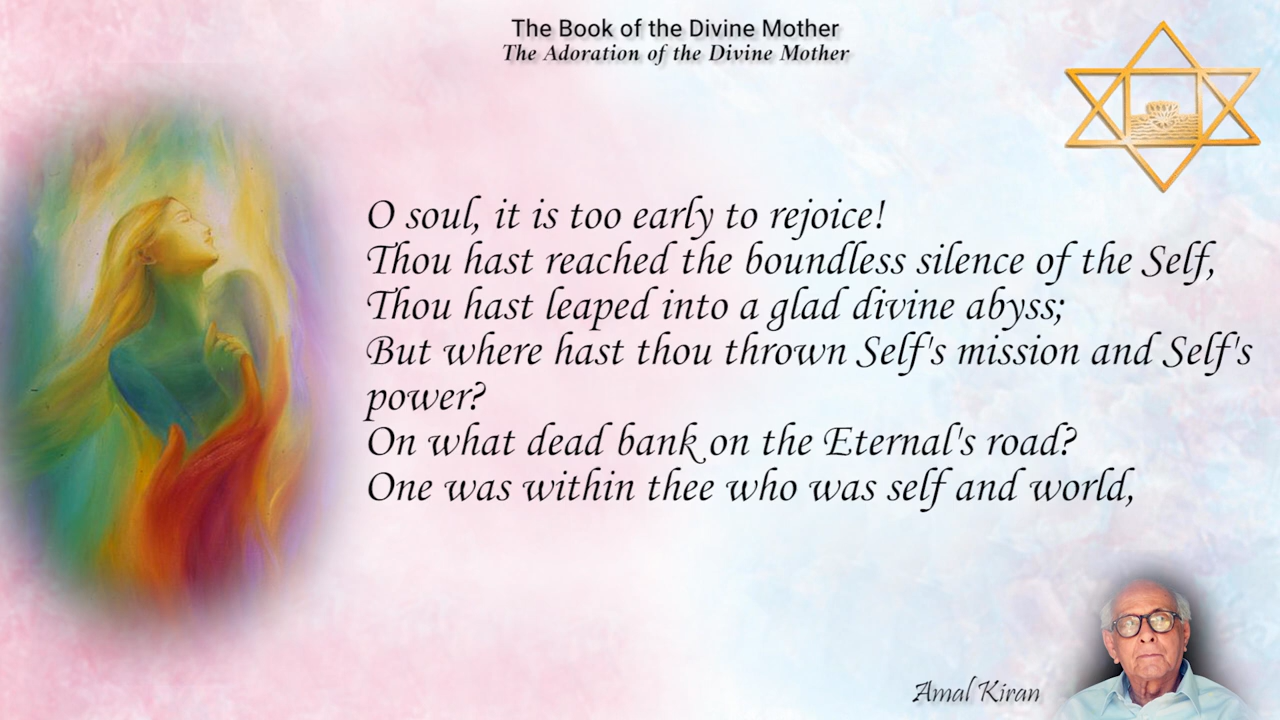 The Book of the Divine Mother
The Adoration of the Divine Mother
O soul, it is too early to rejoice!
Thou hast reached the boundless silence of the Self,
Thou hast leaped into a glad divine abyss;
But where hast thou thrown Self's mission and Self's
power?
On what dead bank on the Eternal's road?
One was within thee who was self and world,
Amal Kiran